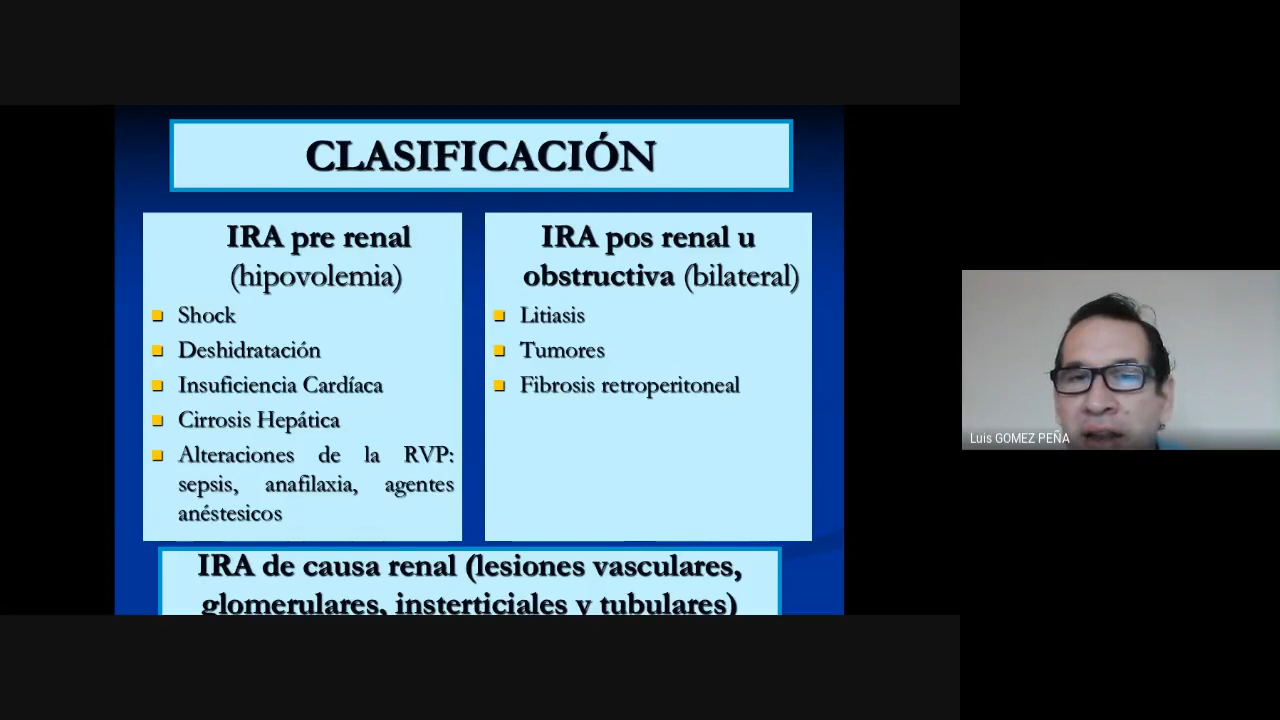 CLASIFICACIÓN
IRA pre renal
(hipovolemia)
Shock
Deshidratación
Insuficiencia Cardíaca
Cirrosis Hepática
Alteraciones de la RVP:
sepsis, anafilaxia, agentes
anéstesicos
IRA pos renal u
obstructiva (bilateral)
Litiasis
Tumores
Fibrosis retroperitoneal
IRA de causa renal (lesiones vasculares,
glomerulares, insterticiales y tubulares)
Luis GOMEZ PEÑA